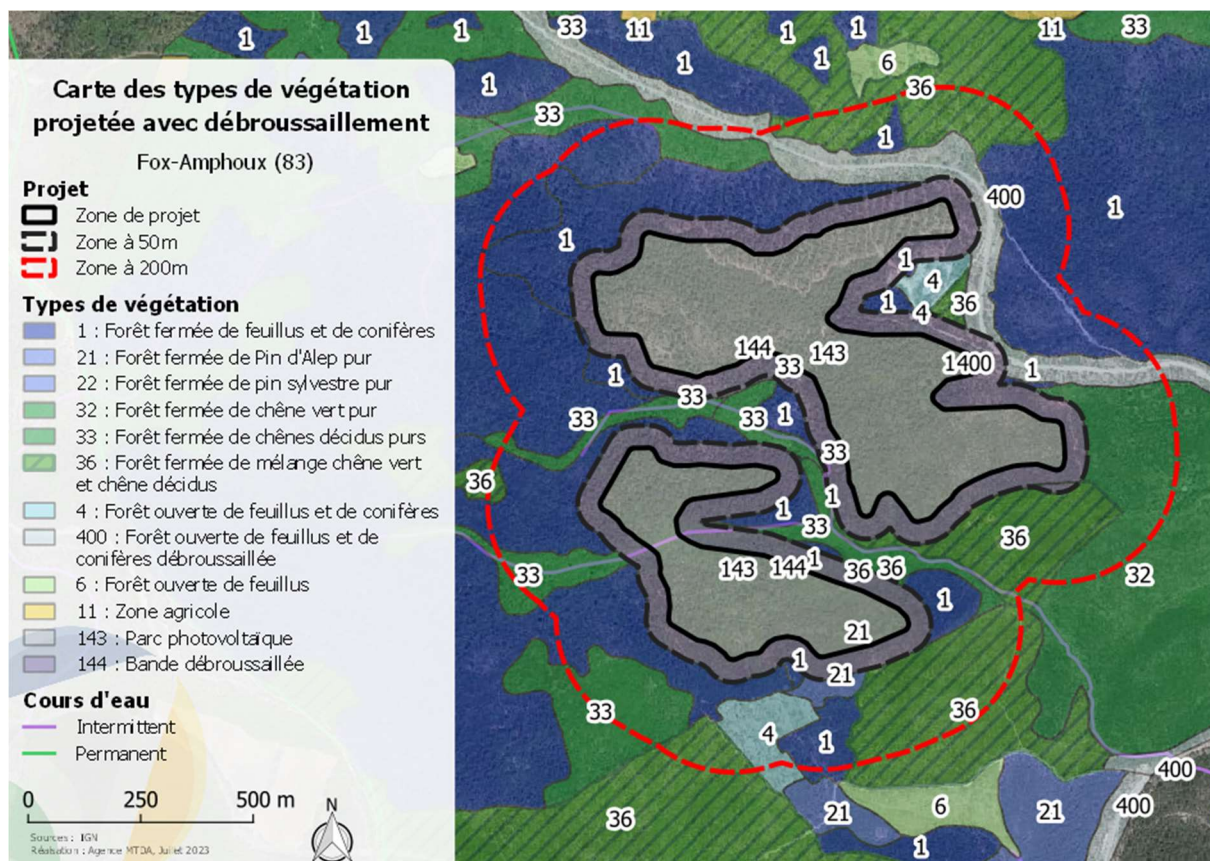 Carte des types de végétation
projetée avec débroussaillement
Fox-Amphoux (83)
Projet
Zone de projet
Zone à 50m
Zone à 200m
Types de végétation
1 : Forêt fermée de feuillus et de conifères
21 : Forêt fermée de Pin d'Alep pur
22 : Forêt fermée de pin sylvestre pur
32 : Forêt fermée de chêne vert pur
33 : Forêt fermée de chênes décidus purs
36 : Forêt fermée de mélange chêne vert
et chêne décidus
4 : Forêt ouverte de feuillus et de conifères
400 : Forêt ouverte de feuillus et de
conifères débroussaillée
6 : Forêt ouverte de feuillus
11 : Zone agricole
143 : Parc photovoltaïque
144 : Bande débroussaillée
Cours d'eau
Intermittent
Permanent
0 250 500 m
N
Sources : IGN
Réalisation : Agence MTDA, Juillet 2023
1 1 1 33 11 1 1 11 33
1 1 6
33 36
1
400 1
1
1 4
1 4 36
144 143
33 1400 1
1
33
33 33 1
33
36 1
33 36
1
143 144 36 36
33 32
1
21
1 21
33 36
4 1
400
36 21 6 21 400
1 1